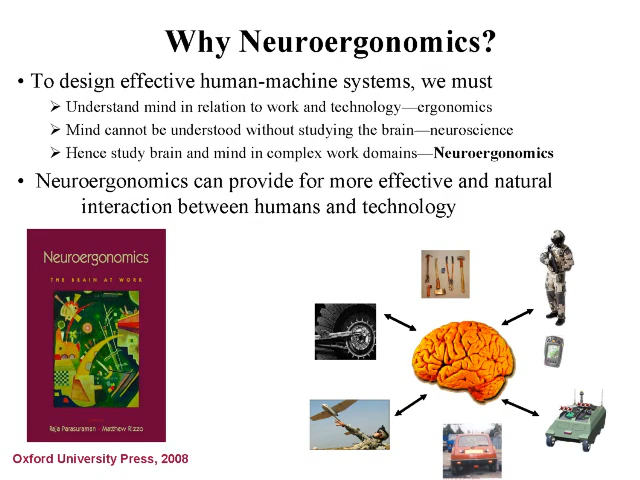 Why Neuroergonomics?
• To design effective human-machine systems, we must
➢ Understand mind in relation to work and technology—ergonomics
➢ Mind cannot be understood without studying the brain—neuroscience
➢ Hence study brain and mind in complex work domains—Neuroergonomics
• Neuroergonomics can provide for more effective and natural
interaction between humans and technology
Neuroergonomics
THE BRAIN AT WORK
Raja Parasuraman · Matthew Rizzo
Oxford University Press, 2008